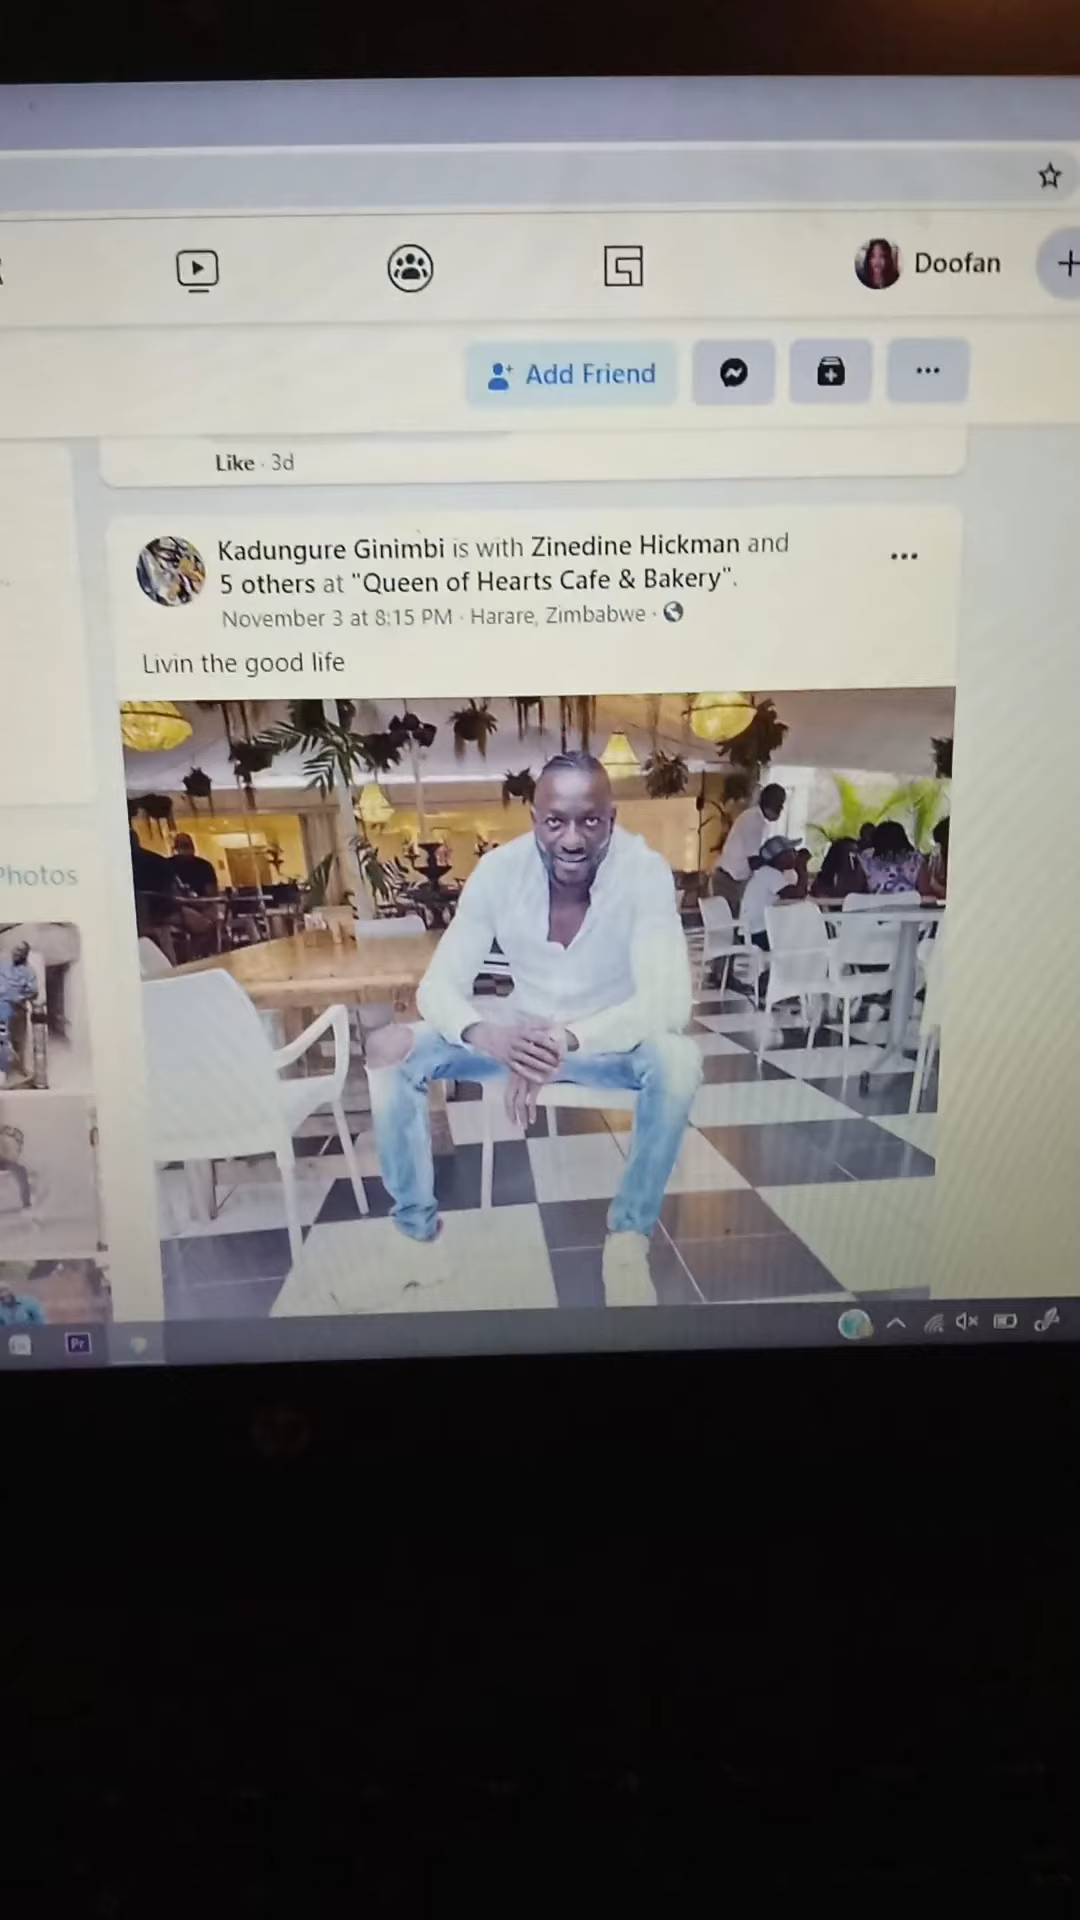 Doofan
Add Friend
Like · 3d
Kadungure Ginimbi is with Zinedine Hickman and
5 others at "Queen of Hearts Cafe & Bakery".
November 3 at 8:15 PM · Harare, Zimbabwe ·
Livin the good life
Photos
Pr